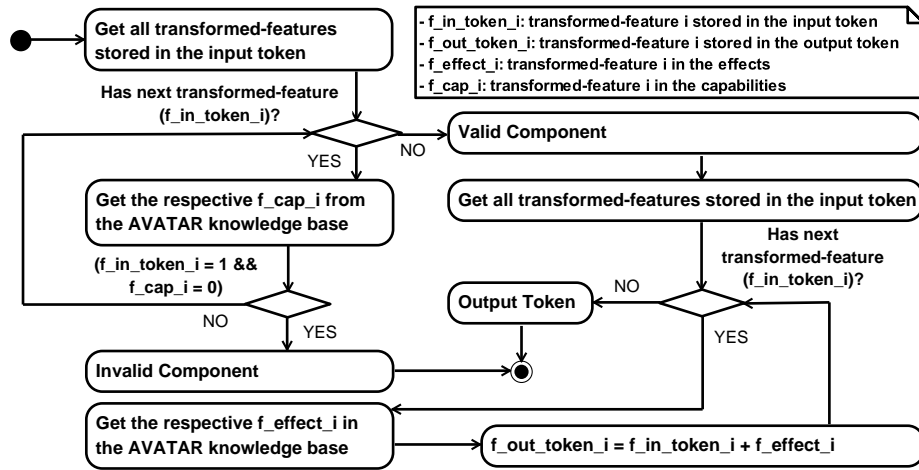 Get all transformed-features
stored in the input token
- f_in_token_i: transformed-feature i stored in the input token
- f_out_token_i: transformed-feature i stored in the output token
- f_effect_i: transformed-feature i in the effects
- f_cap_i: transformed-feature i in the capabilities
Has next transformed-feature
(f_in_token_i)?
YES
NO
Valid Component
Get the respective f_cap_i from
the AVATAR knowledge base
Get all transformed-features stored in the input token
Has next
transformed-feature
(f_in_token_i)?
(f_in_token_i = 1 &&
f_cap_i = 0)
NO
YES
Output Token
NO
YES
Invalid Component
Get the respective f_effect_i in
the AVATAR knowledge base
f_out_token_i = f_in_token_i + f_effect_i